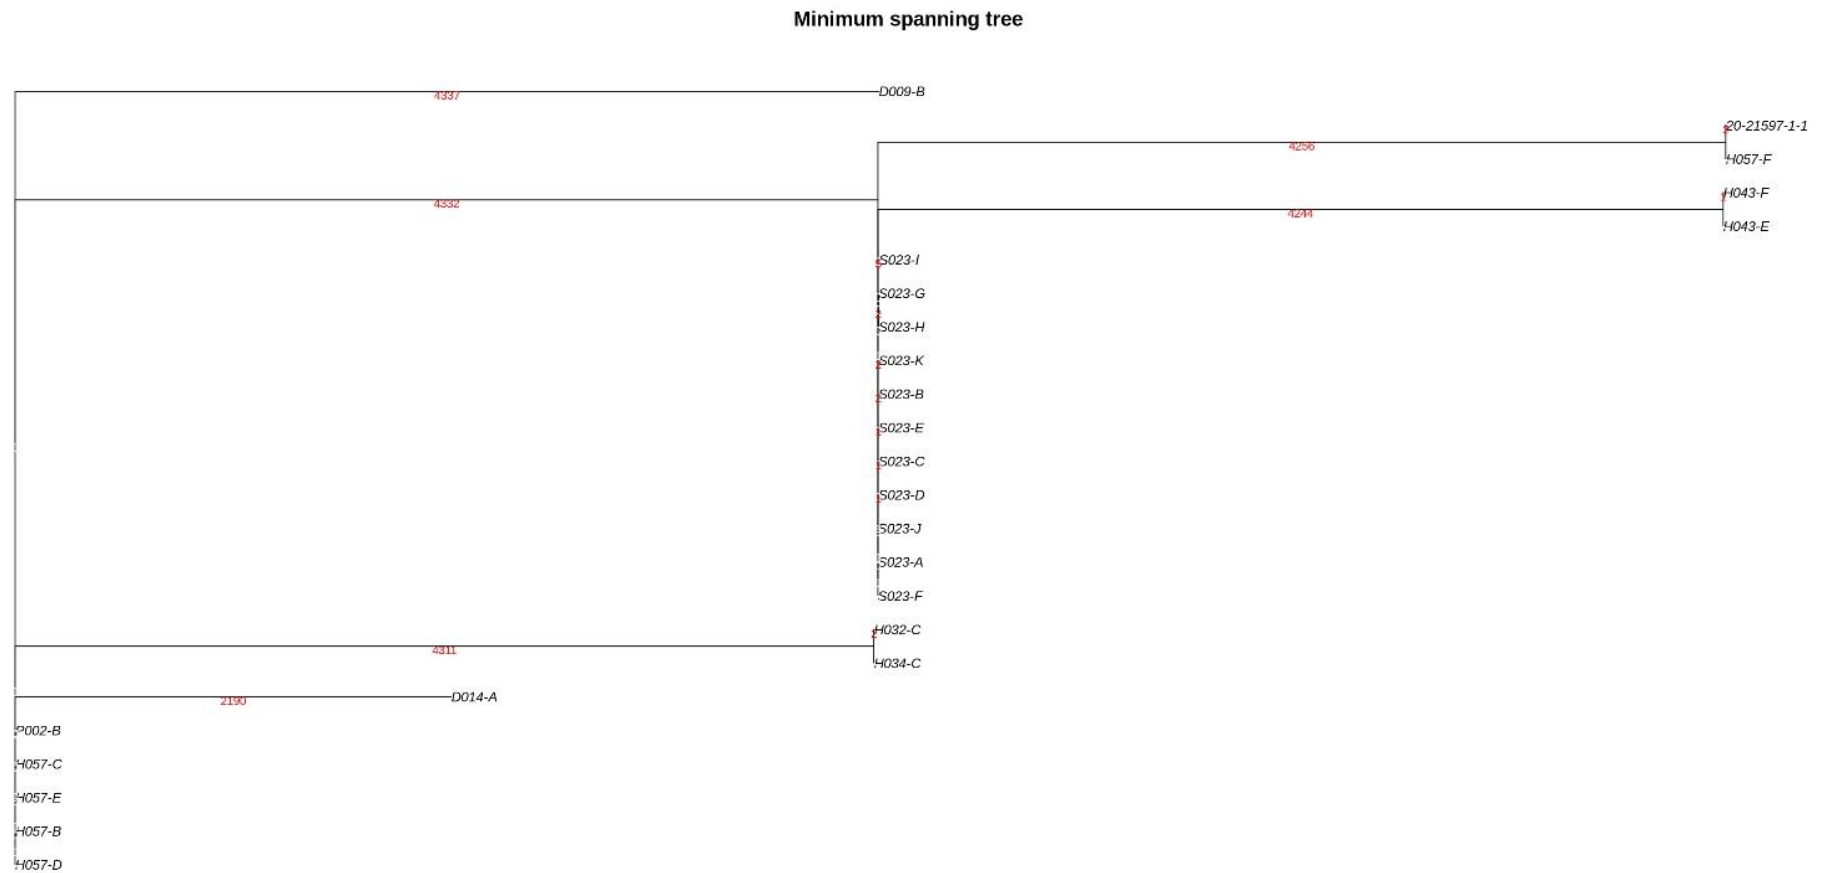 Minimum spanning tree
4337
D009-B
20-21597-1-1
4256
H057-F
H043-F
4332
4244
H043-E
S023-I
S023-G
S023-H
S023-K
S023-B
S023-E
S023-C
S023-D
S023-J
S023-A
S023-F
H032-C
4311
H034-C
2190
D014-A
P002-B
H057-C
H057-E
H057-B
H057-D